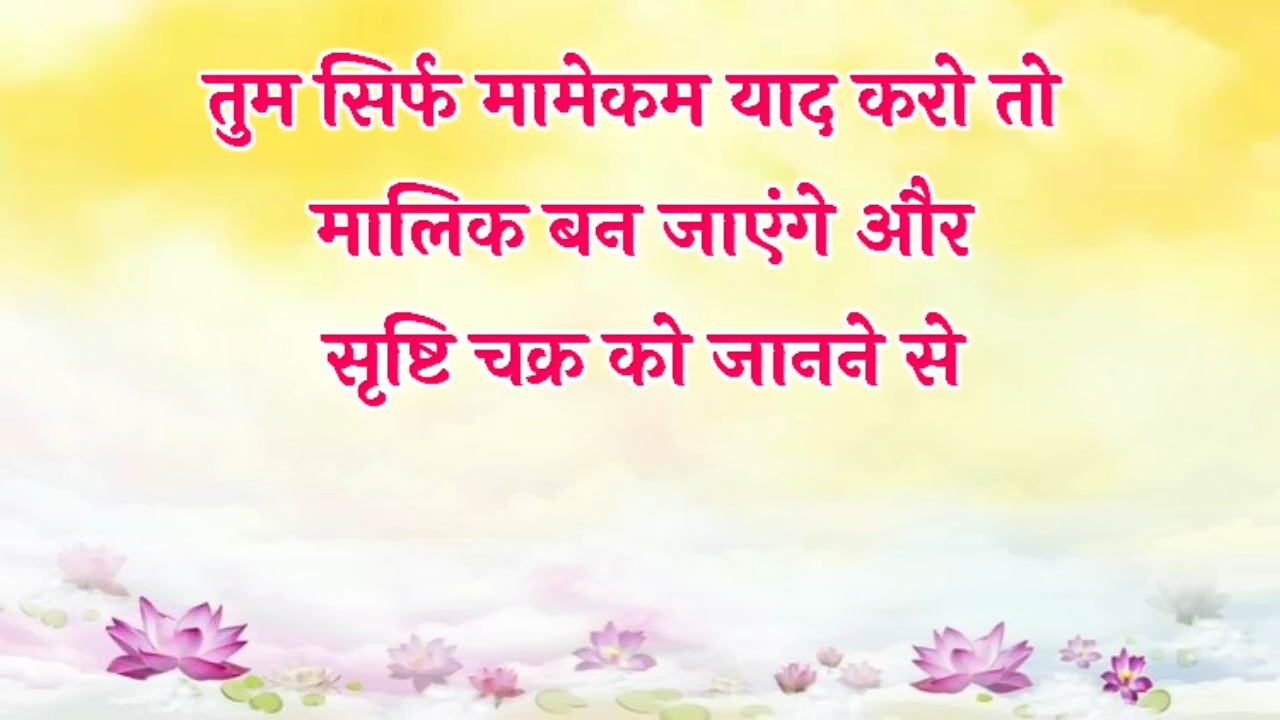 तुम सिर्फ मामेकम याद करो तो
मालिक बन जाएंगे और
सृष्टि चक्र को जानने से